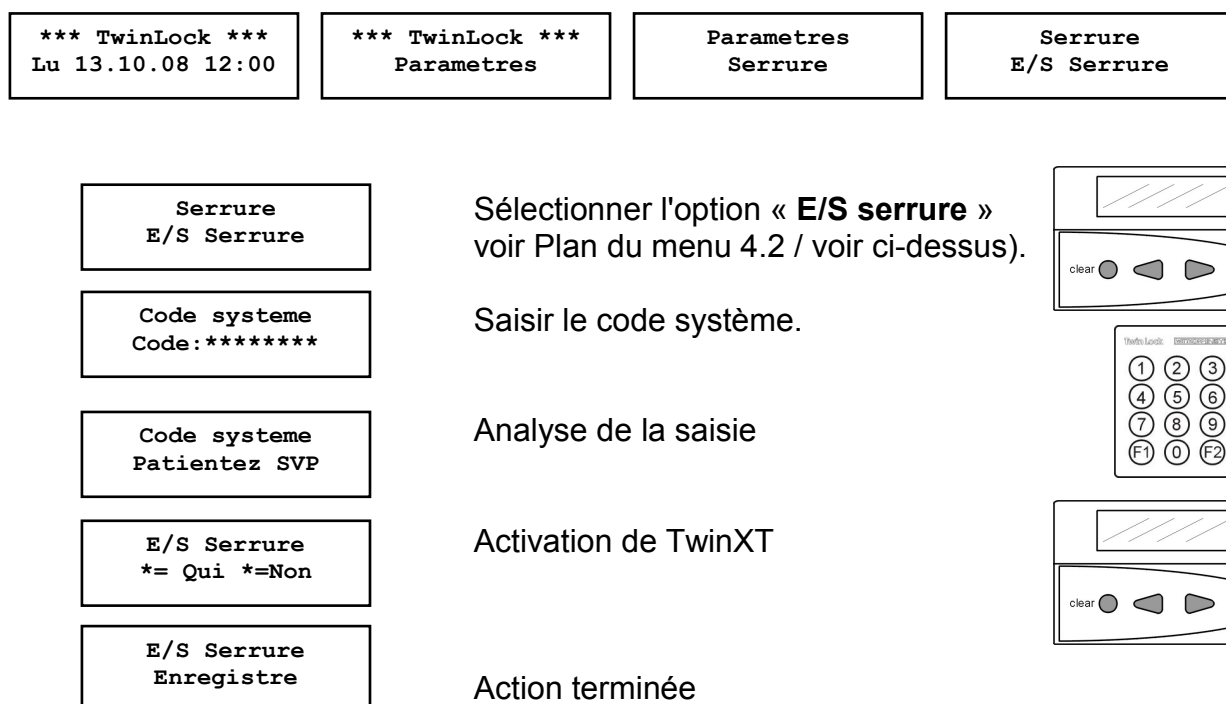 *** TwinLock ***
Lu 13.10.08 12:00
*** TwinLock ***
Parametres
Parametres
Serrure
Serrure
E/S Serrure
Serrure
E/S Serrure
Sélectionner l'option « E/S serrure »
voir Plan du menu 4.2 / voir ci-dessus).
clear
Code systeme
Code:********
Saisir le code système.
Twin Lock
1 2 3
4 5 6
7 8 9
F1 0 F2
Code systeme
Patientez SVP
Analyse de la saisie
E/S Serrure
*= Qui *=Non
Activation de TwinXT
clear
E/S Serrure
Enregistre
Action terminée